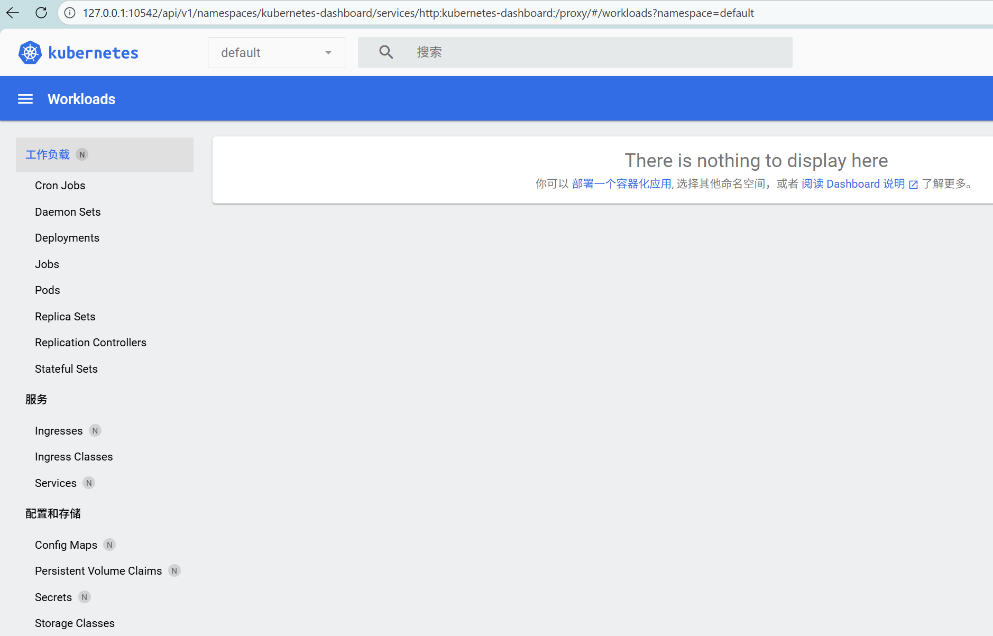 127.0.0.1:10542/api/v1/namespaces/kubernetes-dashboard/services/http:kubernetes-dashboard:/proxy/#/workloads?namespace=default
kubernetes
default
搜索
Workloads
工作负载 N
Cron Jobs
Daemon Sets
Deployments
Jobs
Pods
Replica Sets
Replication Controllers
Stateful Sets
服务
Ingresses N
Ingress Classes
Services N
配置和存储
Config Maps N
Persistent Volume Claims N
Secrets N
Storage Classes
There is nothing to display here
你可以 部署一个容器化应用, 选择其他命名空间，或者 阅读 Dashboard 说明 了解更多。